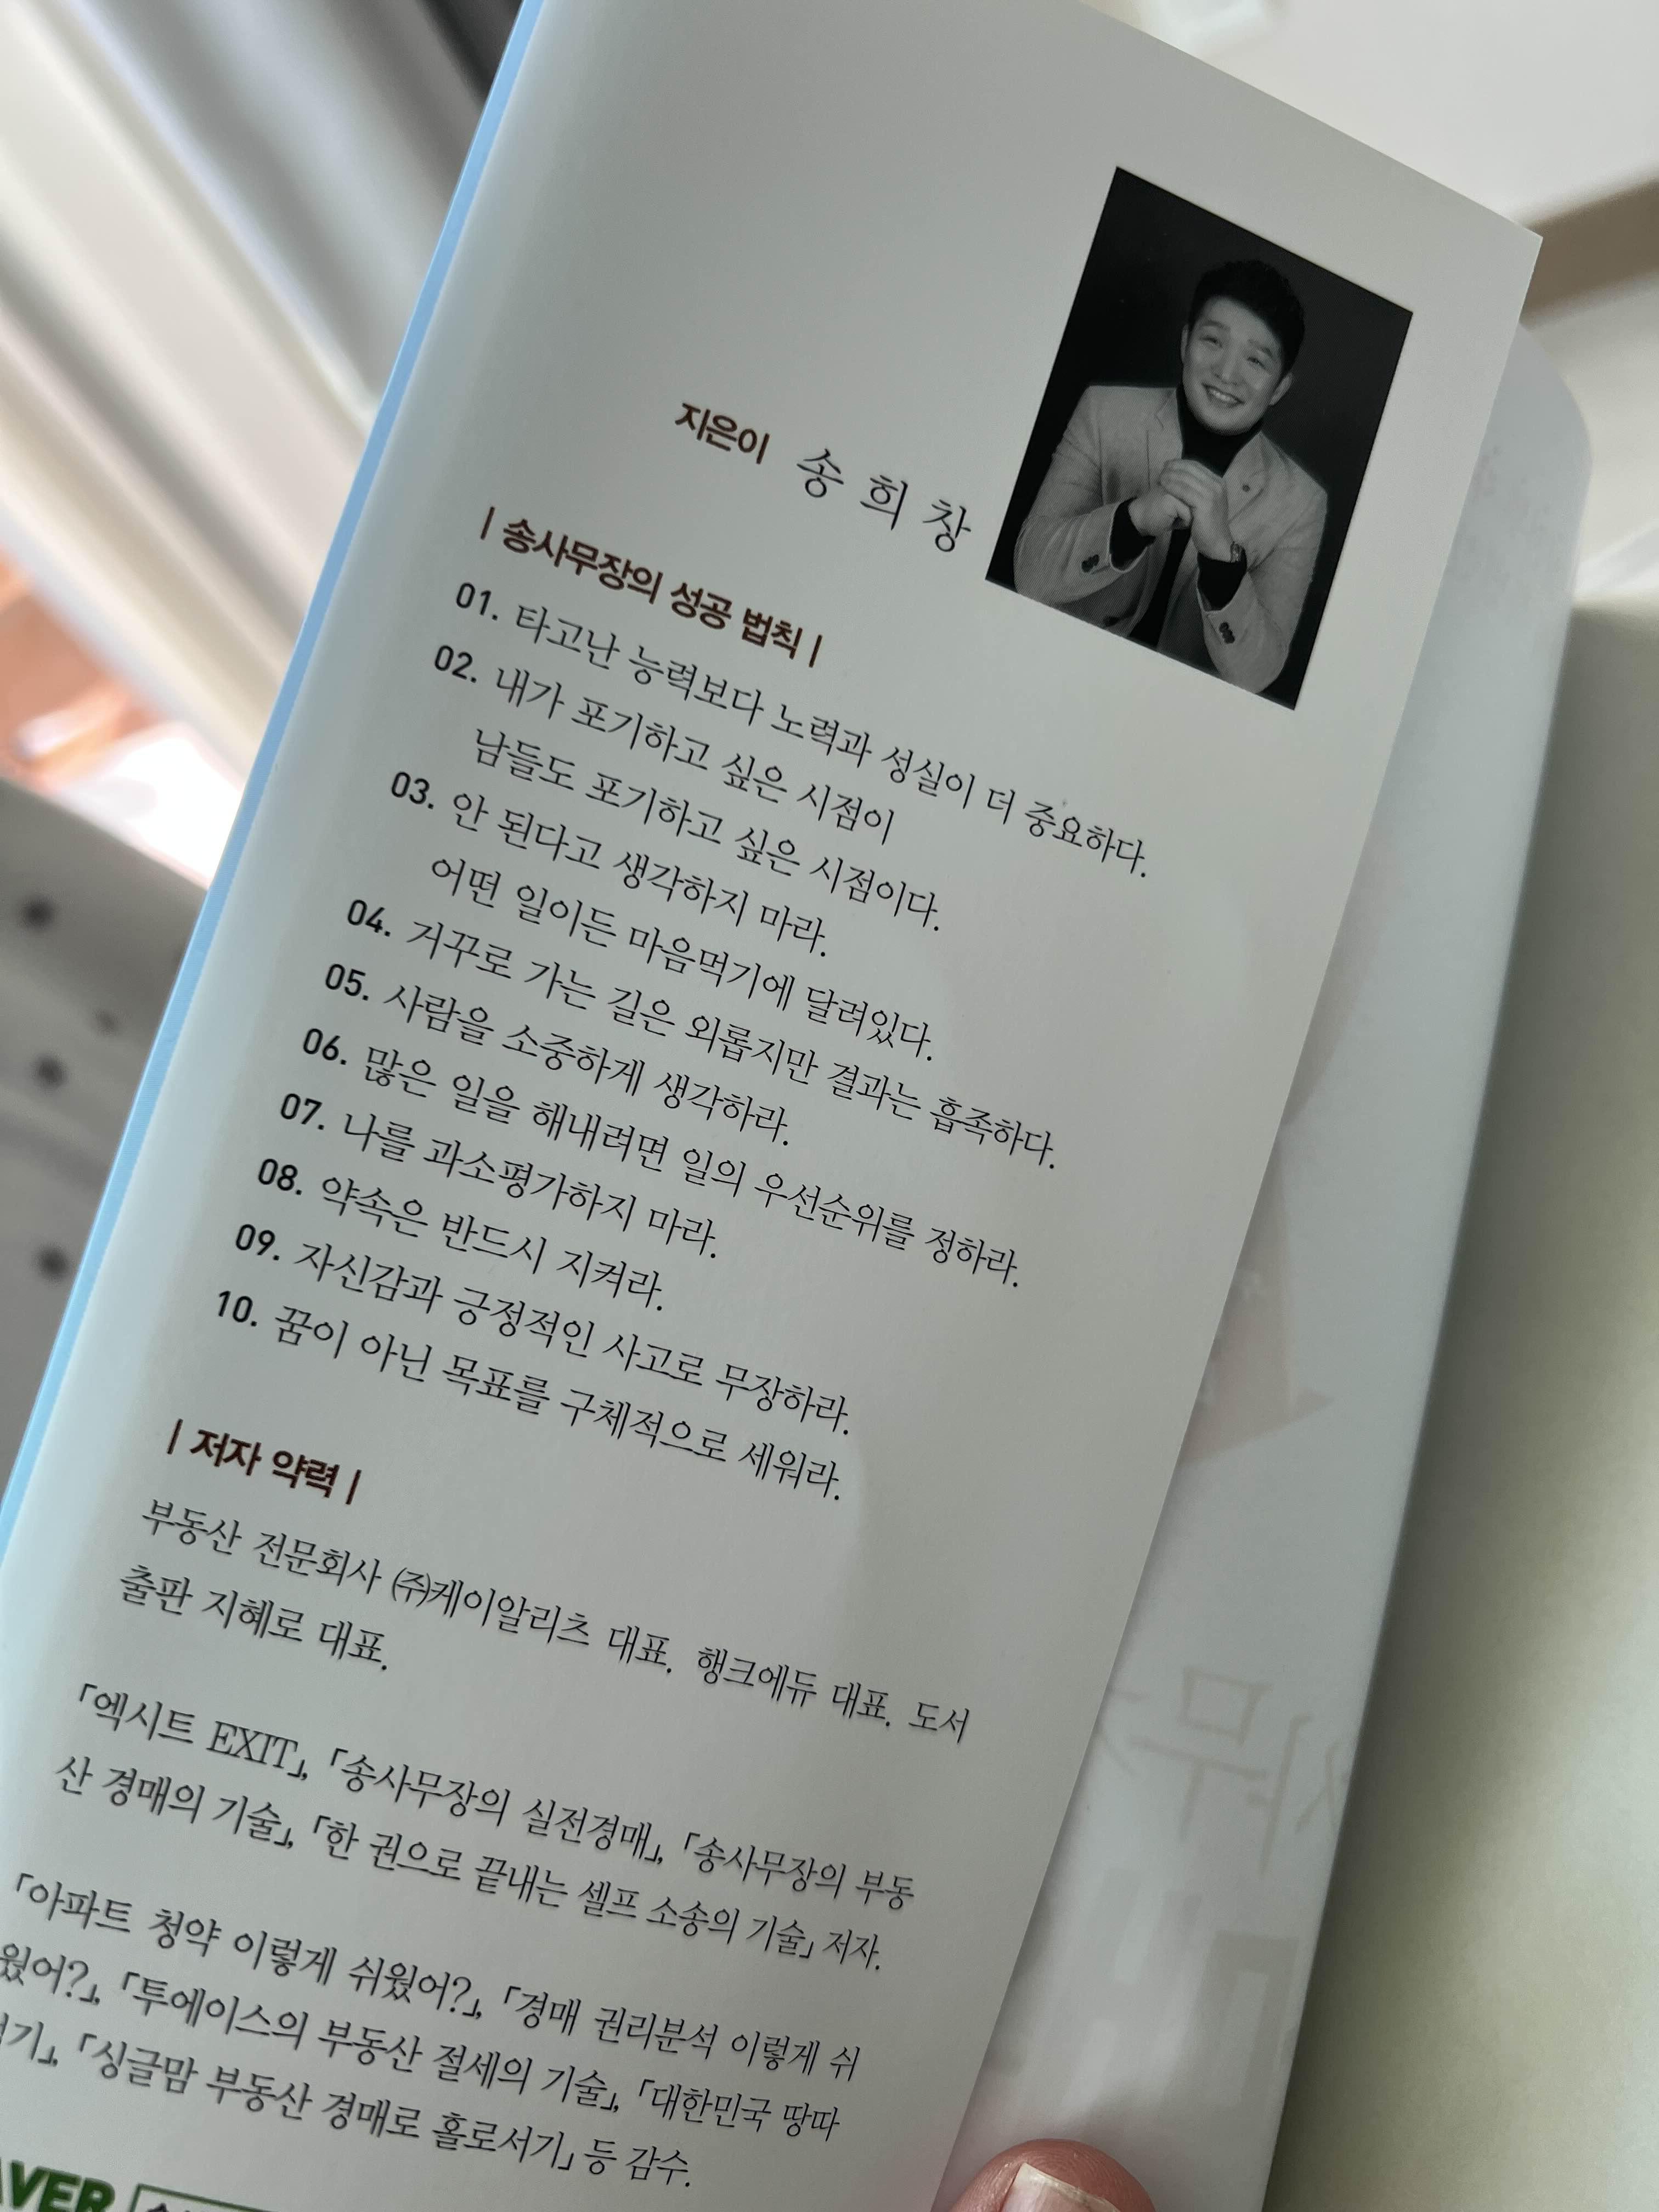 지은이 송 희 창
| 송사무장의 성공 법칙 |
01. 타고난 능력보다 노력과 성실이 더 중요하다.
02. 내가 포기하고 싶은 시점이
남들도 포기하고 싶은 시점이다.
03. 안 된다고 생각하지 마라.
어떤 일이든 마음먹기에 달려있다.
04. 거꾸로 가는 길은 외롭지만 결과는 흡족하다.
05. 사람을 소중하게 생각하라.
06. 많은 일을 해내려면 일의 우선순위를 정하라.
07. 나를 과소평가하지 마라.
08. 약속은 반드시 지켜라.
09. 자신감과 긍정적인 사고로 무장하라.
10. 꿈이 아닌 목표를 구체적으로 세워라.
| 저자 약력 |
부동산 전문회사 ㈜케이알리츠 대표. 행크에듀 대표. 도서
출판 지혜로 대표.
「엑시트 EXIT」, 「송사무장의 실전경매」, 「송사무장의 부동
산 경매의 기술」, 「한 권으로 끝내는 셀프 소송의 기술」 저자.
「아파트 청약 이렇게 쉬웠어?」, 「경매 권리분석 이렇게 쉬
웠어?」, 「투에이스의 부동산 절세의 기술」, 「대한민국 땅따
먹기」, 「싱글맘 부동산 경매로 홀로서기」 등 감수.